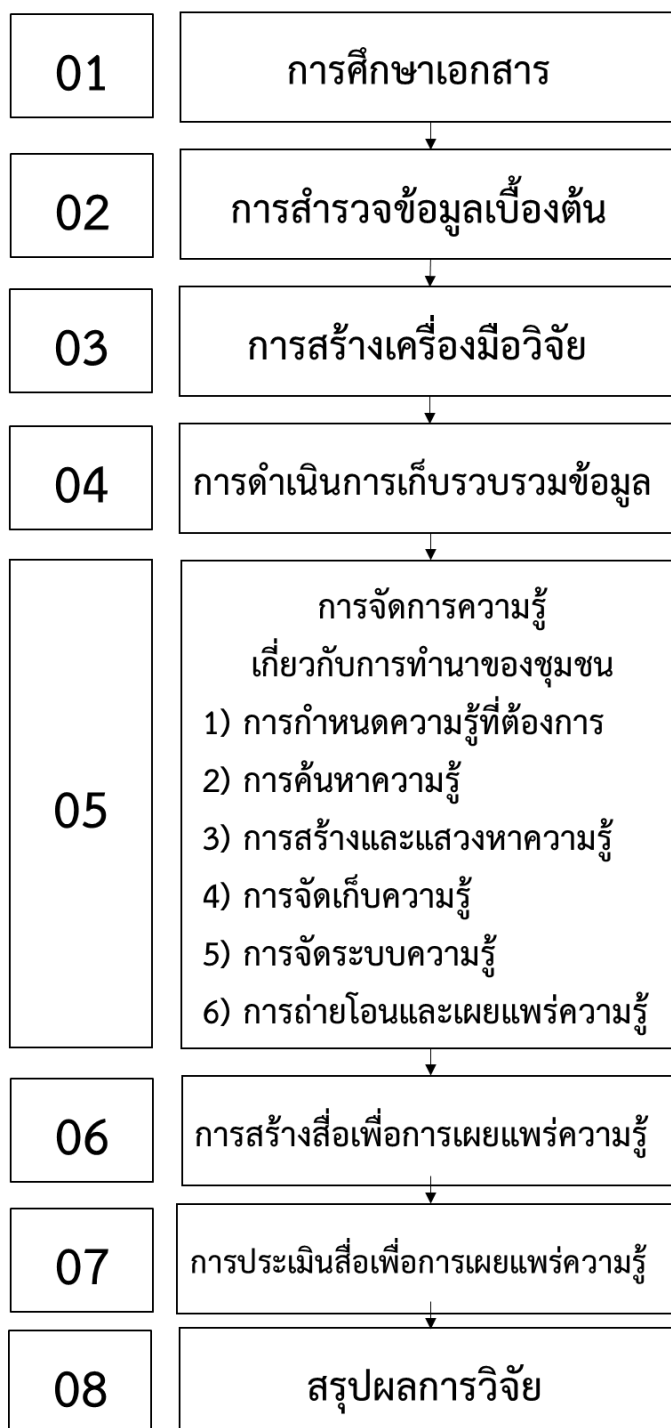 01
การศึกษาเอกสาร
02
การสำรวจข้อมูลเบื้องต้น
03
การสร้างเครื่องมือวิจัย
04
การดำเนินการเก็บรวบรวมข้อมูล
05
การจัดการความรู้
เกี่ยวกับการทำนาของชุมชน
1) การกำหนดความรู้ที่ต้องการ
2) การค้นหาความรู้
3) การสร้างและแสวงหาความรู้
4) การจัดเก็บความรู้
5) การจัดระบบความรู้
6) การถ่ายโอนและเผยแพร่ความรู้
06
การสร้างสื่อเพื่อการเผยแพร่ความรู้
07
การประเมินสื่อเพื่อการเผยแพร่ความรู้
08
สรุปผลการวิจัย